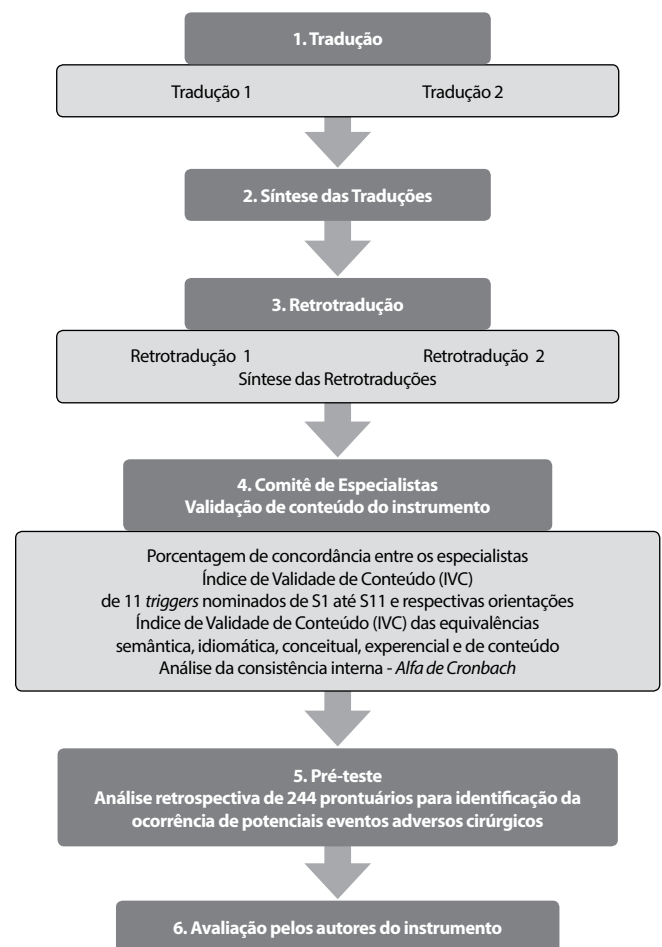 1. Tradução
Tradução 1 Tradução 2
2. Síntese das Traduções
3. Retrotradução
Retrotradução 1 Retrotradução 2
Síntese das Retrotraduções
4. Comitê de Especialistas
Validação de conteúdo do instrumento
Porcentagem de concordância entre os especialistas
Índice de Validade de Conteúdo (IVC)
de 11 triggers nominados de S1 até S11 e respectivas orientações
Índice de Validade de Conteúdo (IVC) das equivalências
semântica, idiomática, conceitual, experencial e de conteúdo
Análise da consistência interna - Alfa de Cronbach
5. Pré-teste
Análise retrospectiva de 244 prontuários para identificação da
ocorrência de potenciais eventos adversos cirúrgicos
6. Avaliação pelos autores do instrumento